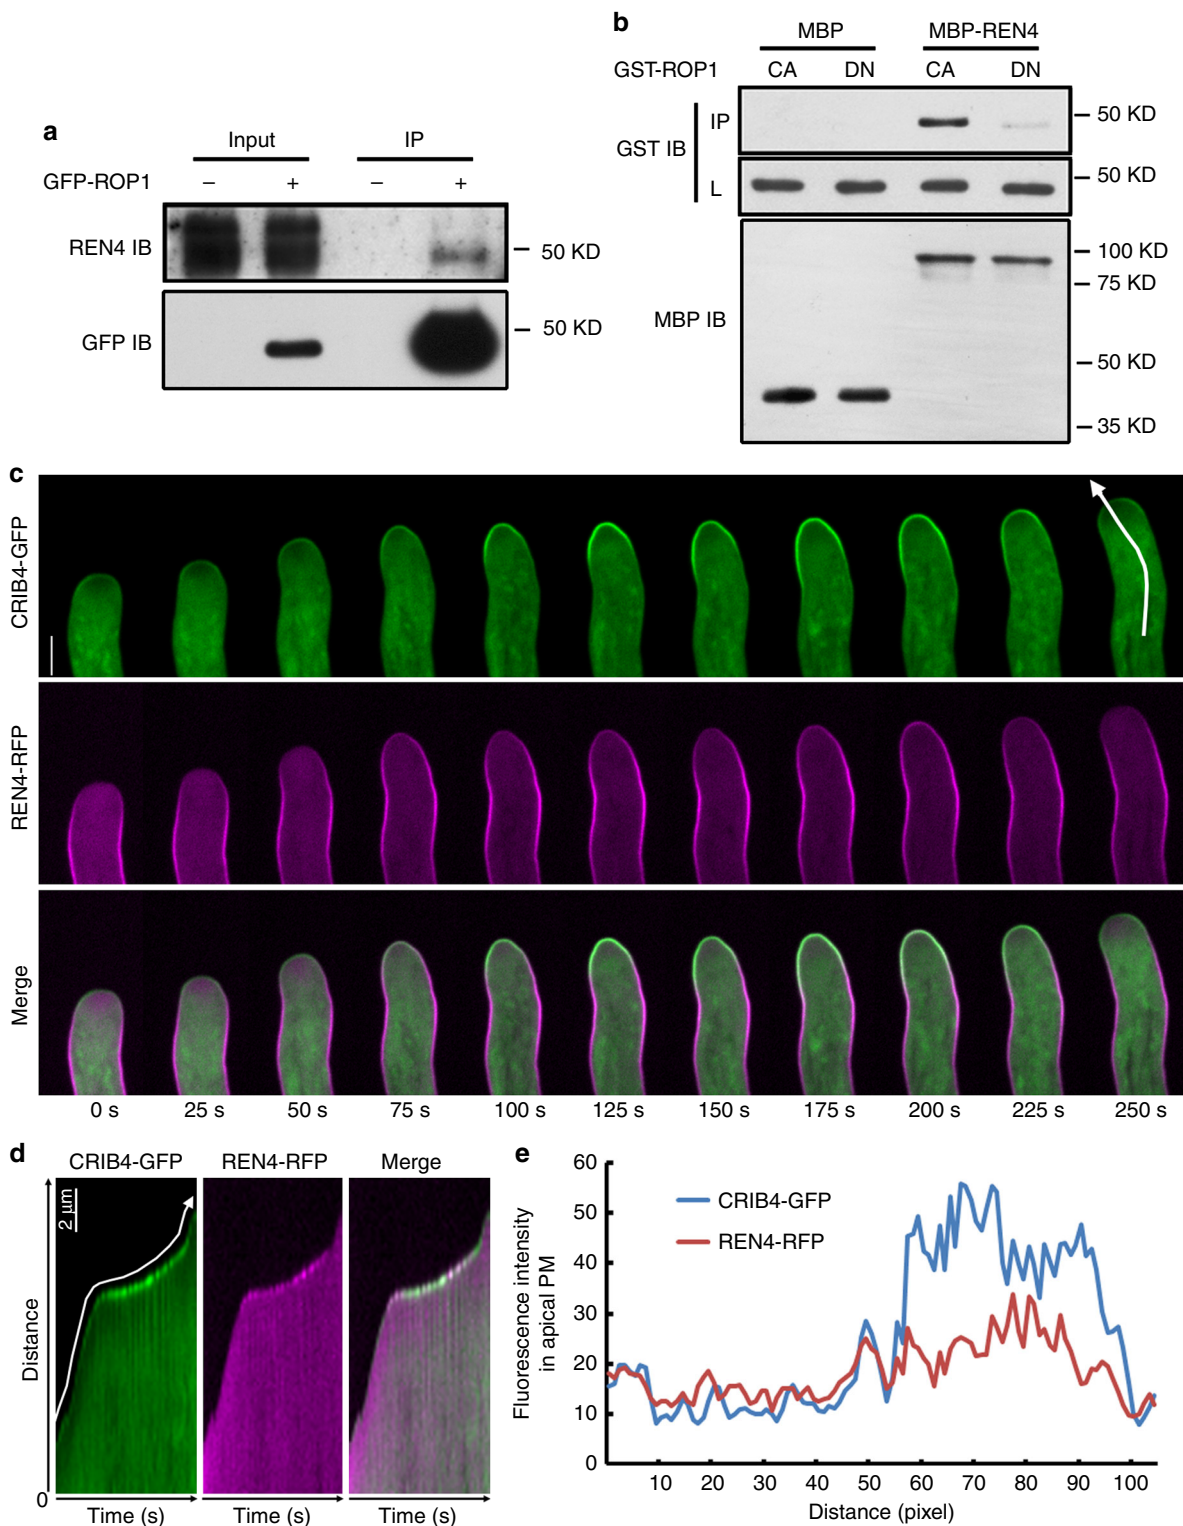 a
Input IP
GFP-ROP1 – + – +
REN4 IB
50 KD
GFP IB
50 KD
b
MBP MBP-REN4
GST-ROP1 CA DN CA DN
GST IB
IP
50 KD
L
50 KD
MBP IB
100 KD
75 KD
50 KD
35 KD
c
CRIB4-GFP
REN4-RFP
Merge
0 s 25 s 50 s 75 s 100 s 125 s 150 s 175 s 200 s 225 s 250 s
d
CRIB4-GFP REN4-RFP Merge
2 μm
Distance
0
Time (s) Time (s) Time (s)
e
Fluorescence intensity
in apical PM
60
50
40
30
20
10
0
CRIB4-GFP
REN4-RFP
10 20 30 40 50 60 70 80 90 100
Distance (pixel)